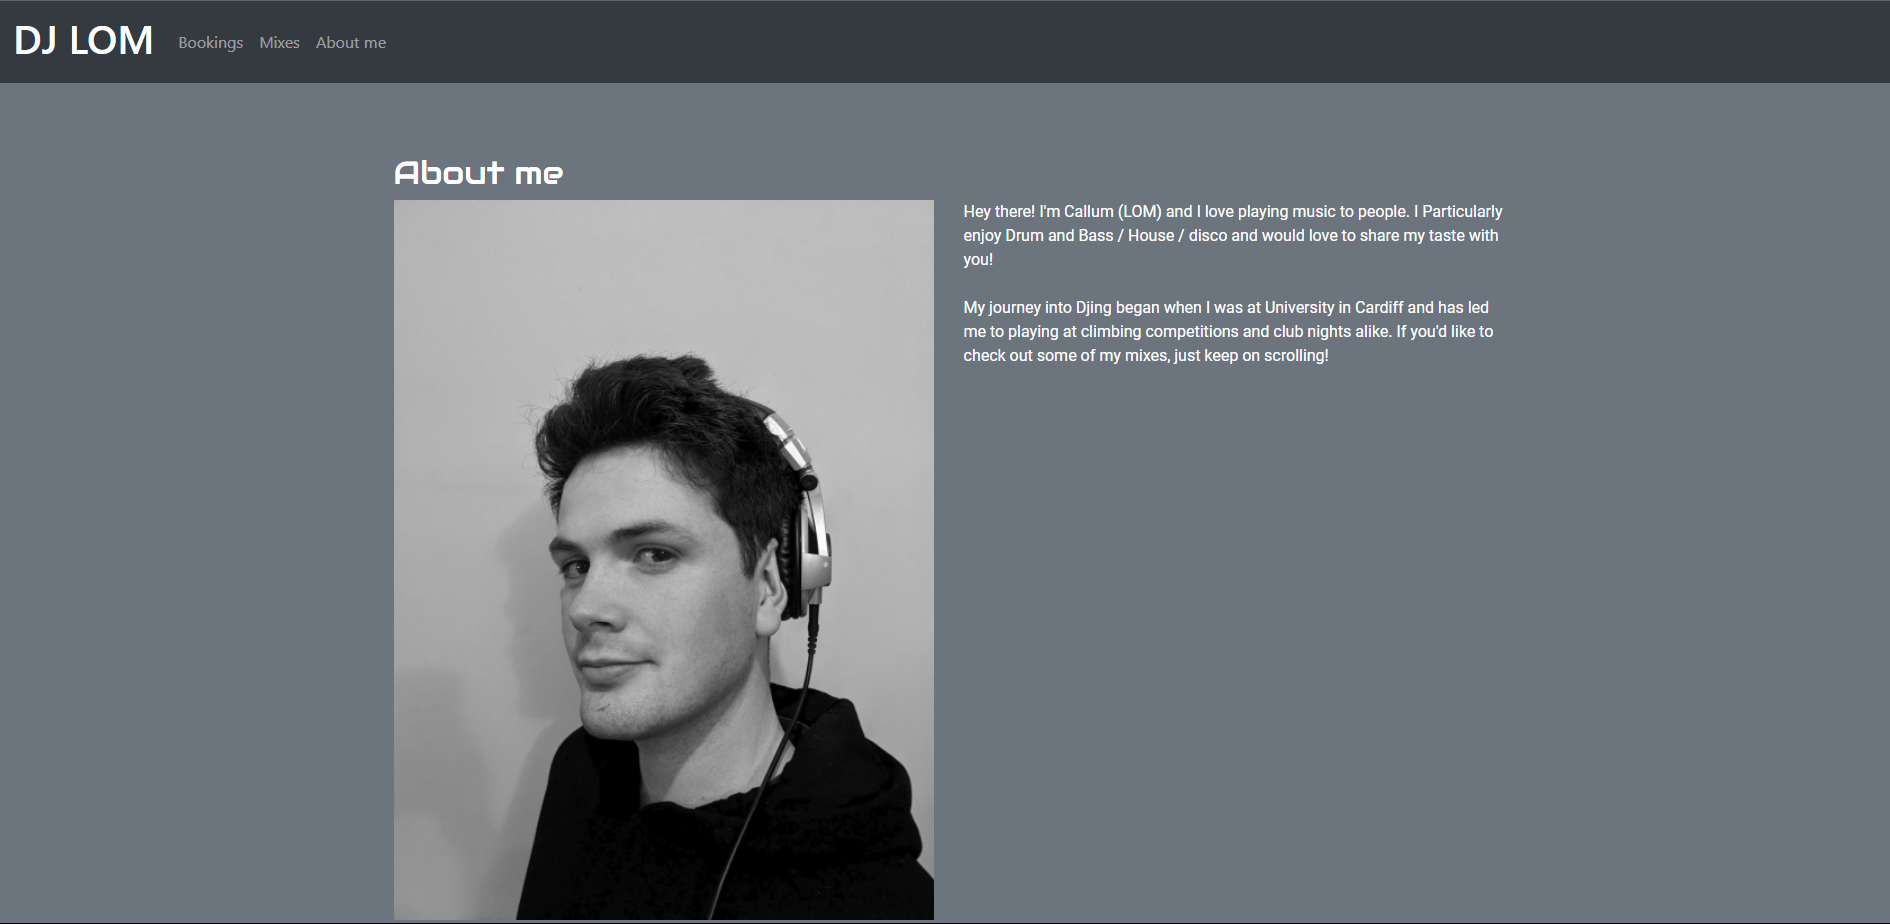 DJ LOM Bookings Mixes About me
About me
Hey there! I'm Callum (LOM) and I love playing music to people. I Particularly
enjoy Drum and Bass / House / disco and would love to share my taste with
you!
My journey into Djing began when I was at University in Cardiff and has led
me to playing at climbing competitions and club nights alike. If you'd like to
check out some of my mixes, just keep on scrolling!